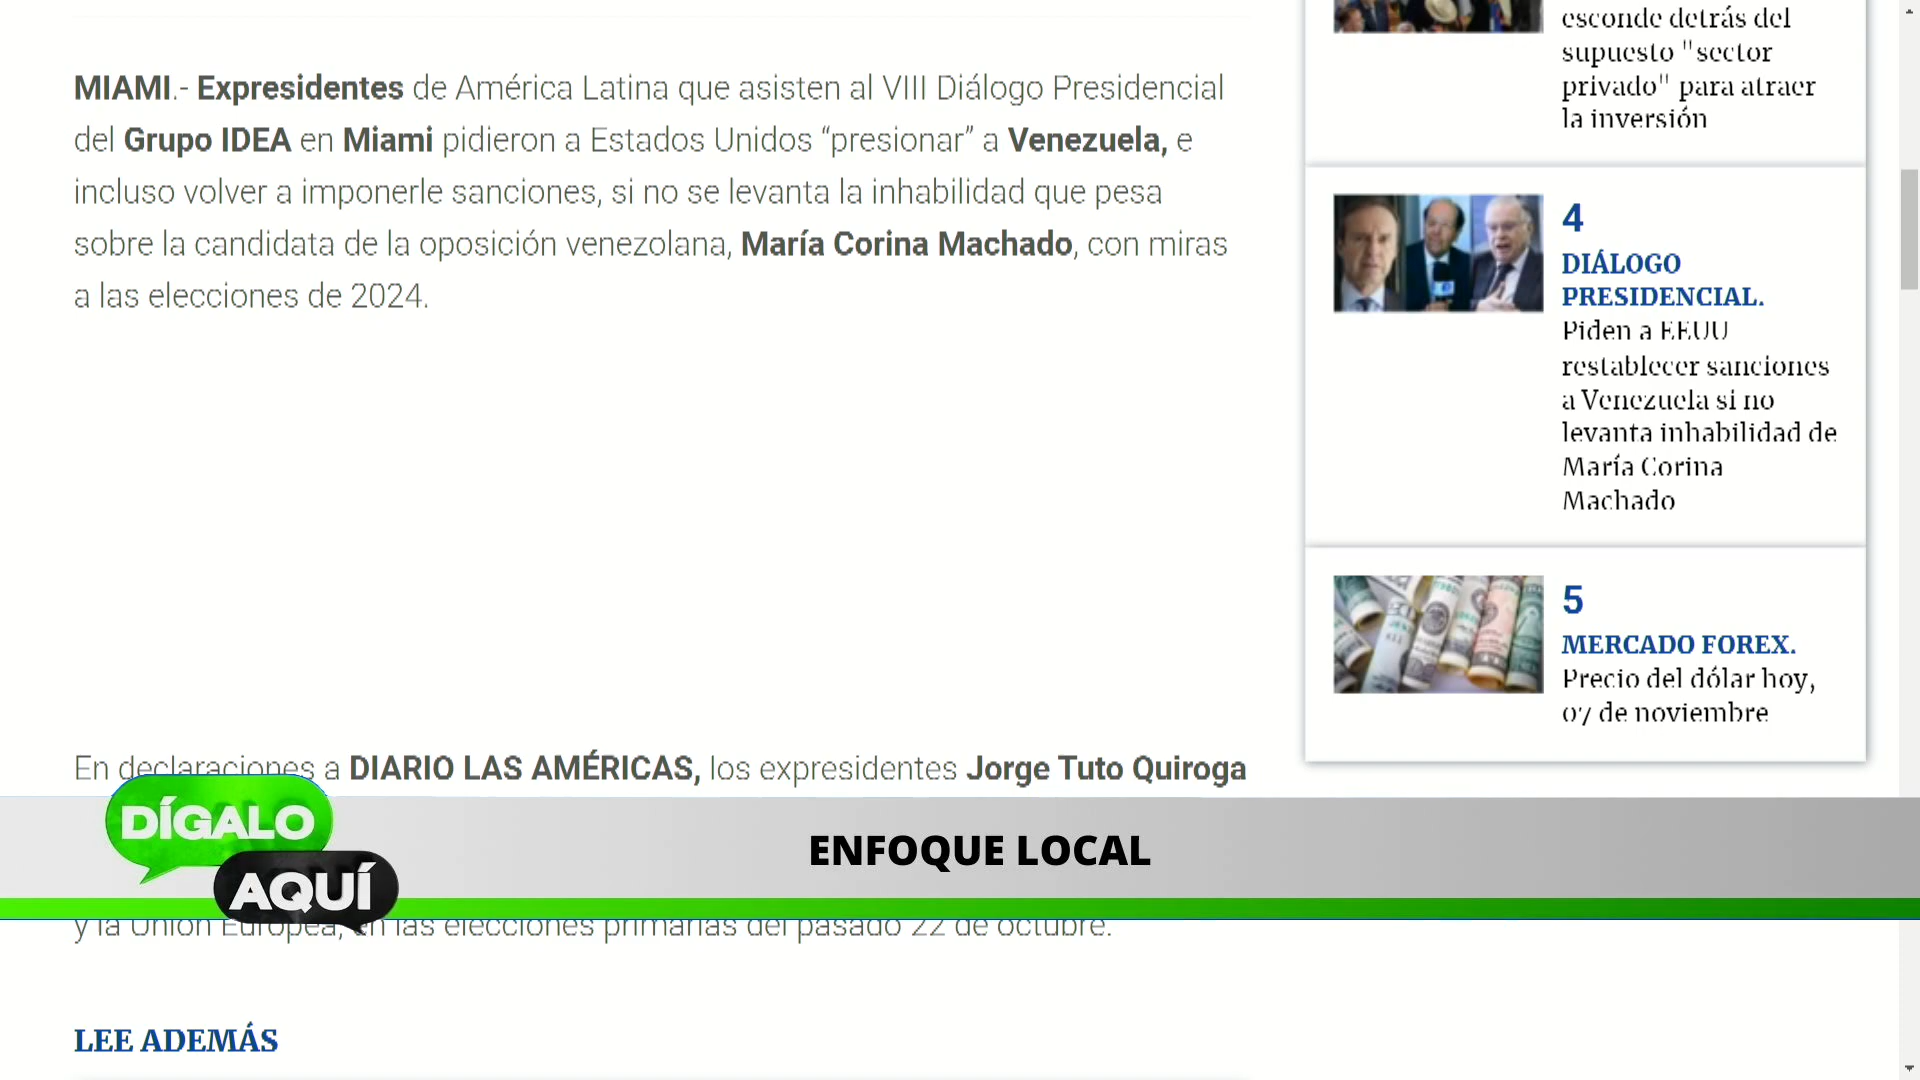 MIAMI.- Expresidentes de América Latina que asisten al VIII Diálogo Presidencial
del Grupo IDEA en Miami pidieron a Estados Unidos “presionar” a Venezuela, e
incluso volver a imponerle sanciones, si no se levanta la inhabilidad que pesa
sobre la candidata de la oposición venezolana, María Corina Machado, con miras
a las elecciones de 2024.
En declaraciones a DIARIO LAS AMÉRICAS, los expresidentes Jorge Tuto Quiroga
y la Unión Europea, en las elecciones primarias del pasado 22 de octubre.
LEE ADEMÁS
esconde detrás del
supuesto "sector
privado" para atraer
la inversión
4
DIÁLOGO
PRESIDENCIAL.
Piden a EEUU
restablecer sanciones
a Venezuela si no
levanta inhabilidad de
María Corina
Machado
5
MERCADO FOREX.
Precio del dólar hoy,
07 de noviembre
DÍGALO
AQUÍ
ENFOQUE LOCAL